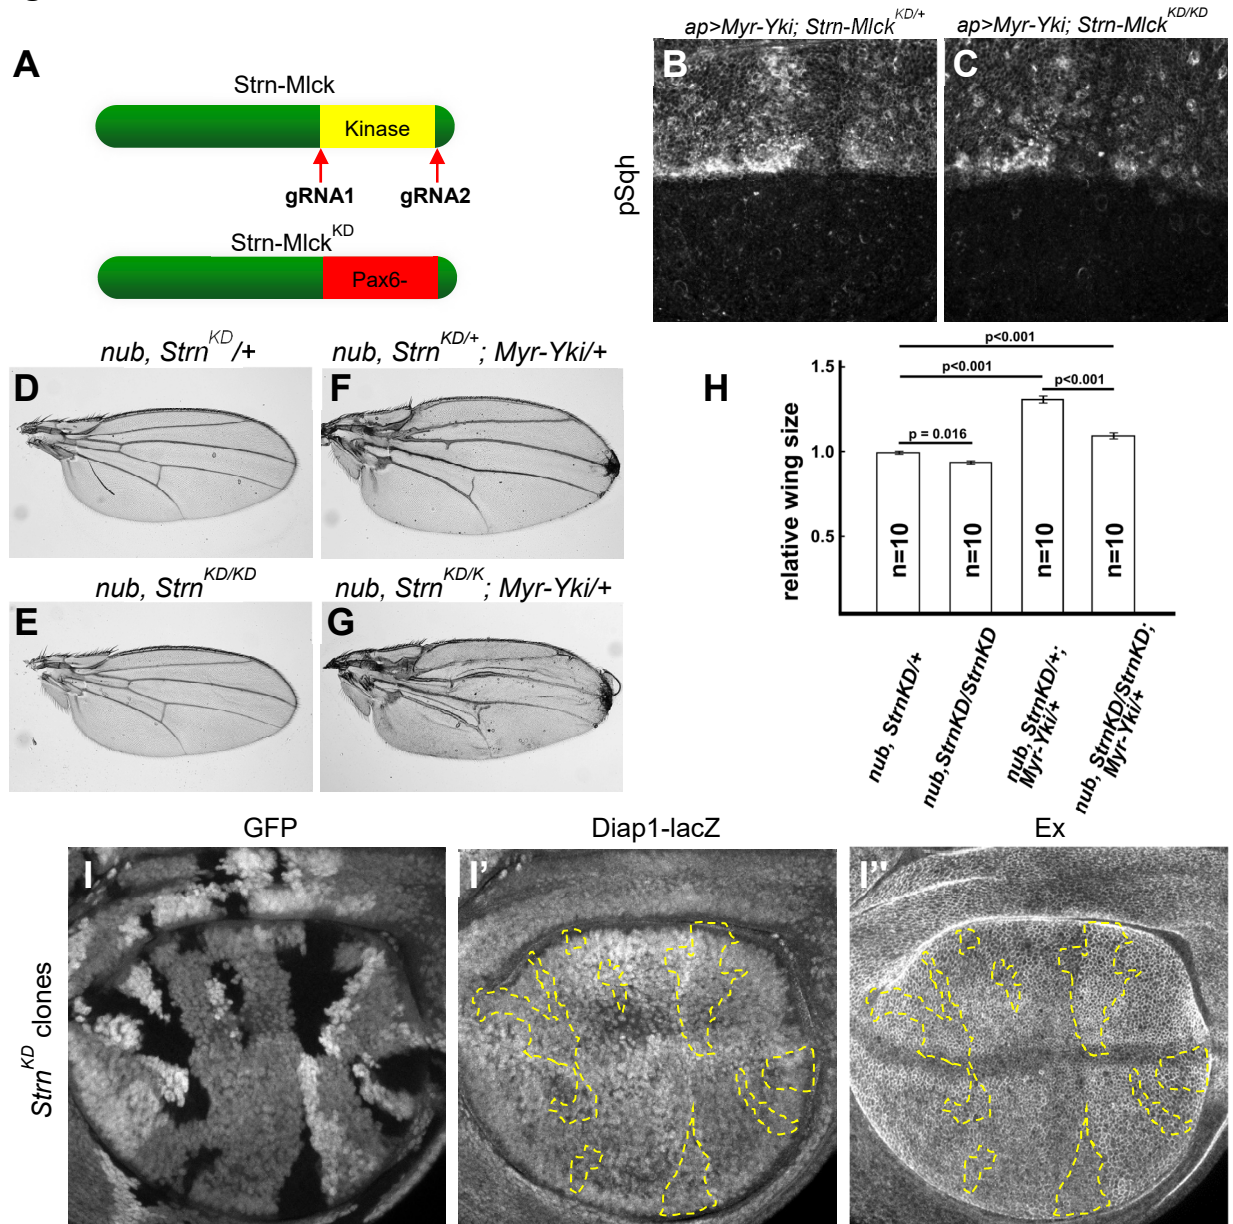 A
Strn-Mlck
Kinase
gRNA1 gRNA2
Strn-Mlck^KD
Pax6-
ap>Myr-Yki; Strn-Mlck^KD/+
ap>Myr-Yki; Strn-Mlck^KD/KD
B
C
pSqh
nub, Strn^KD/+
nub, Strn^KD/+; Myr-Yki/+
D
F
nub, Strn^KD/KD
nub, Strn^KD/K; Myr-Yki/+
E
G
H
p<0.001
p<0.001
p<0.001
p = 0.016
relative wing size
1.5
1.0
0.5
n=10
n=10
n=10
n=10
nub, StrnKD/+
nub,StrnKD/StrnKD
nub, StrnKD/+;
Myr-Yki/+
nub, StrnKD/StrnKD;
Myr-Yki/+
GFP
Diap1-lacZ
Ex
I
I'
I"
Strn^KD clones